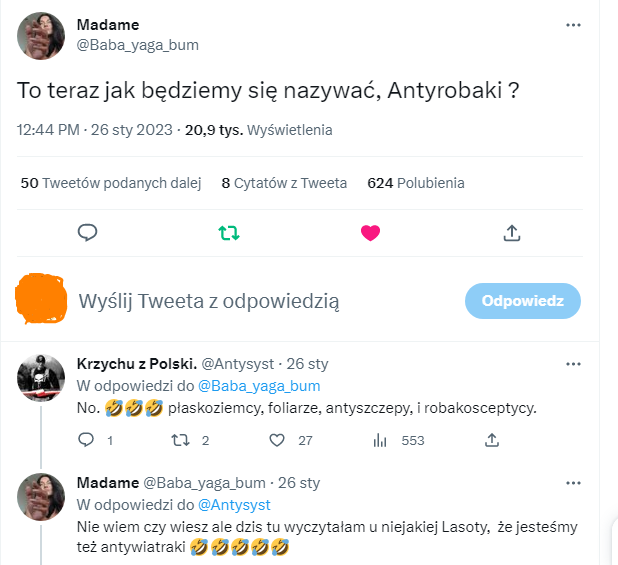 Madame
@Baba_yaga_bum
To teraz jak będziemy się nazywać, Antyrobaki ?
12:44 PM · 26 sty 2023 · 20,9 tys. Wyświetlenia
50 Tweetów podanych dalej 8 Cytatów z Tweeta 624 Polubienia
Wyślij Tweeta z odpowiedzią
Odpowiedz
Krzychu z Polski. @Antysyst · 26 sty
W odpowiedzi do @Baba_yaga_bum
No. 🤣🤣🤣 płaskoziemcy, foliarze, antyszczepy, i robakosceptycy.
1 2 27 553
Madame @Baba_yaga_bum · 26 sty
W odpowiedzi do @Antysyst
Nie wiem czy wiesz ale dzis tu wyczytałam u niejakiej Lasoty, że jesteśmy
też antywiatraki 🤣🤣🤣🤣🤣